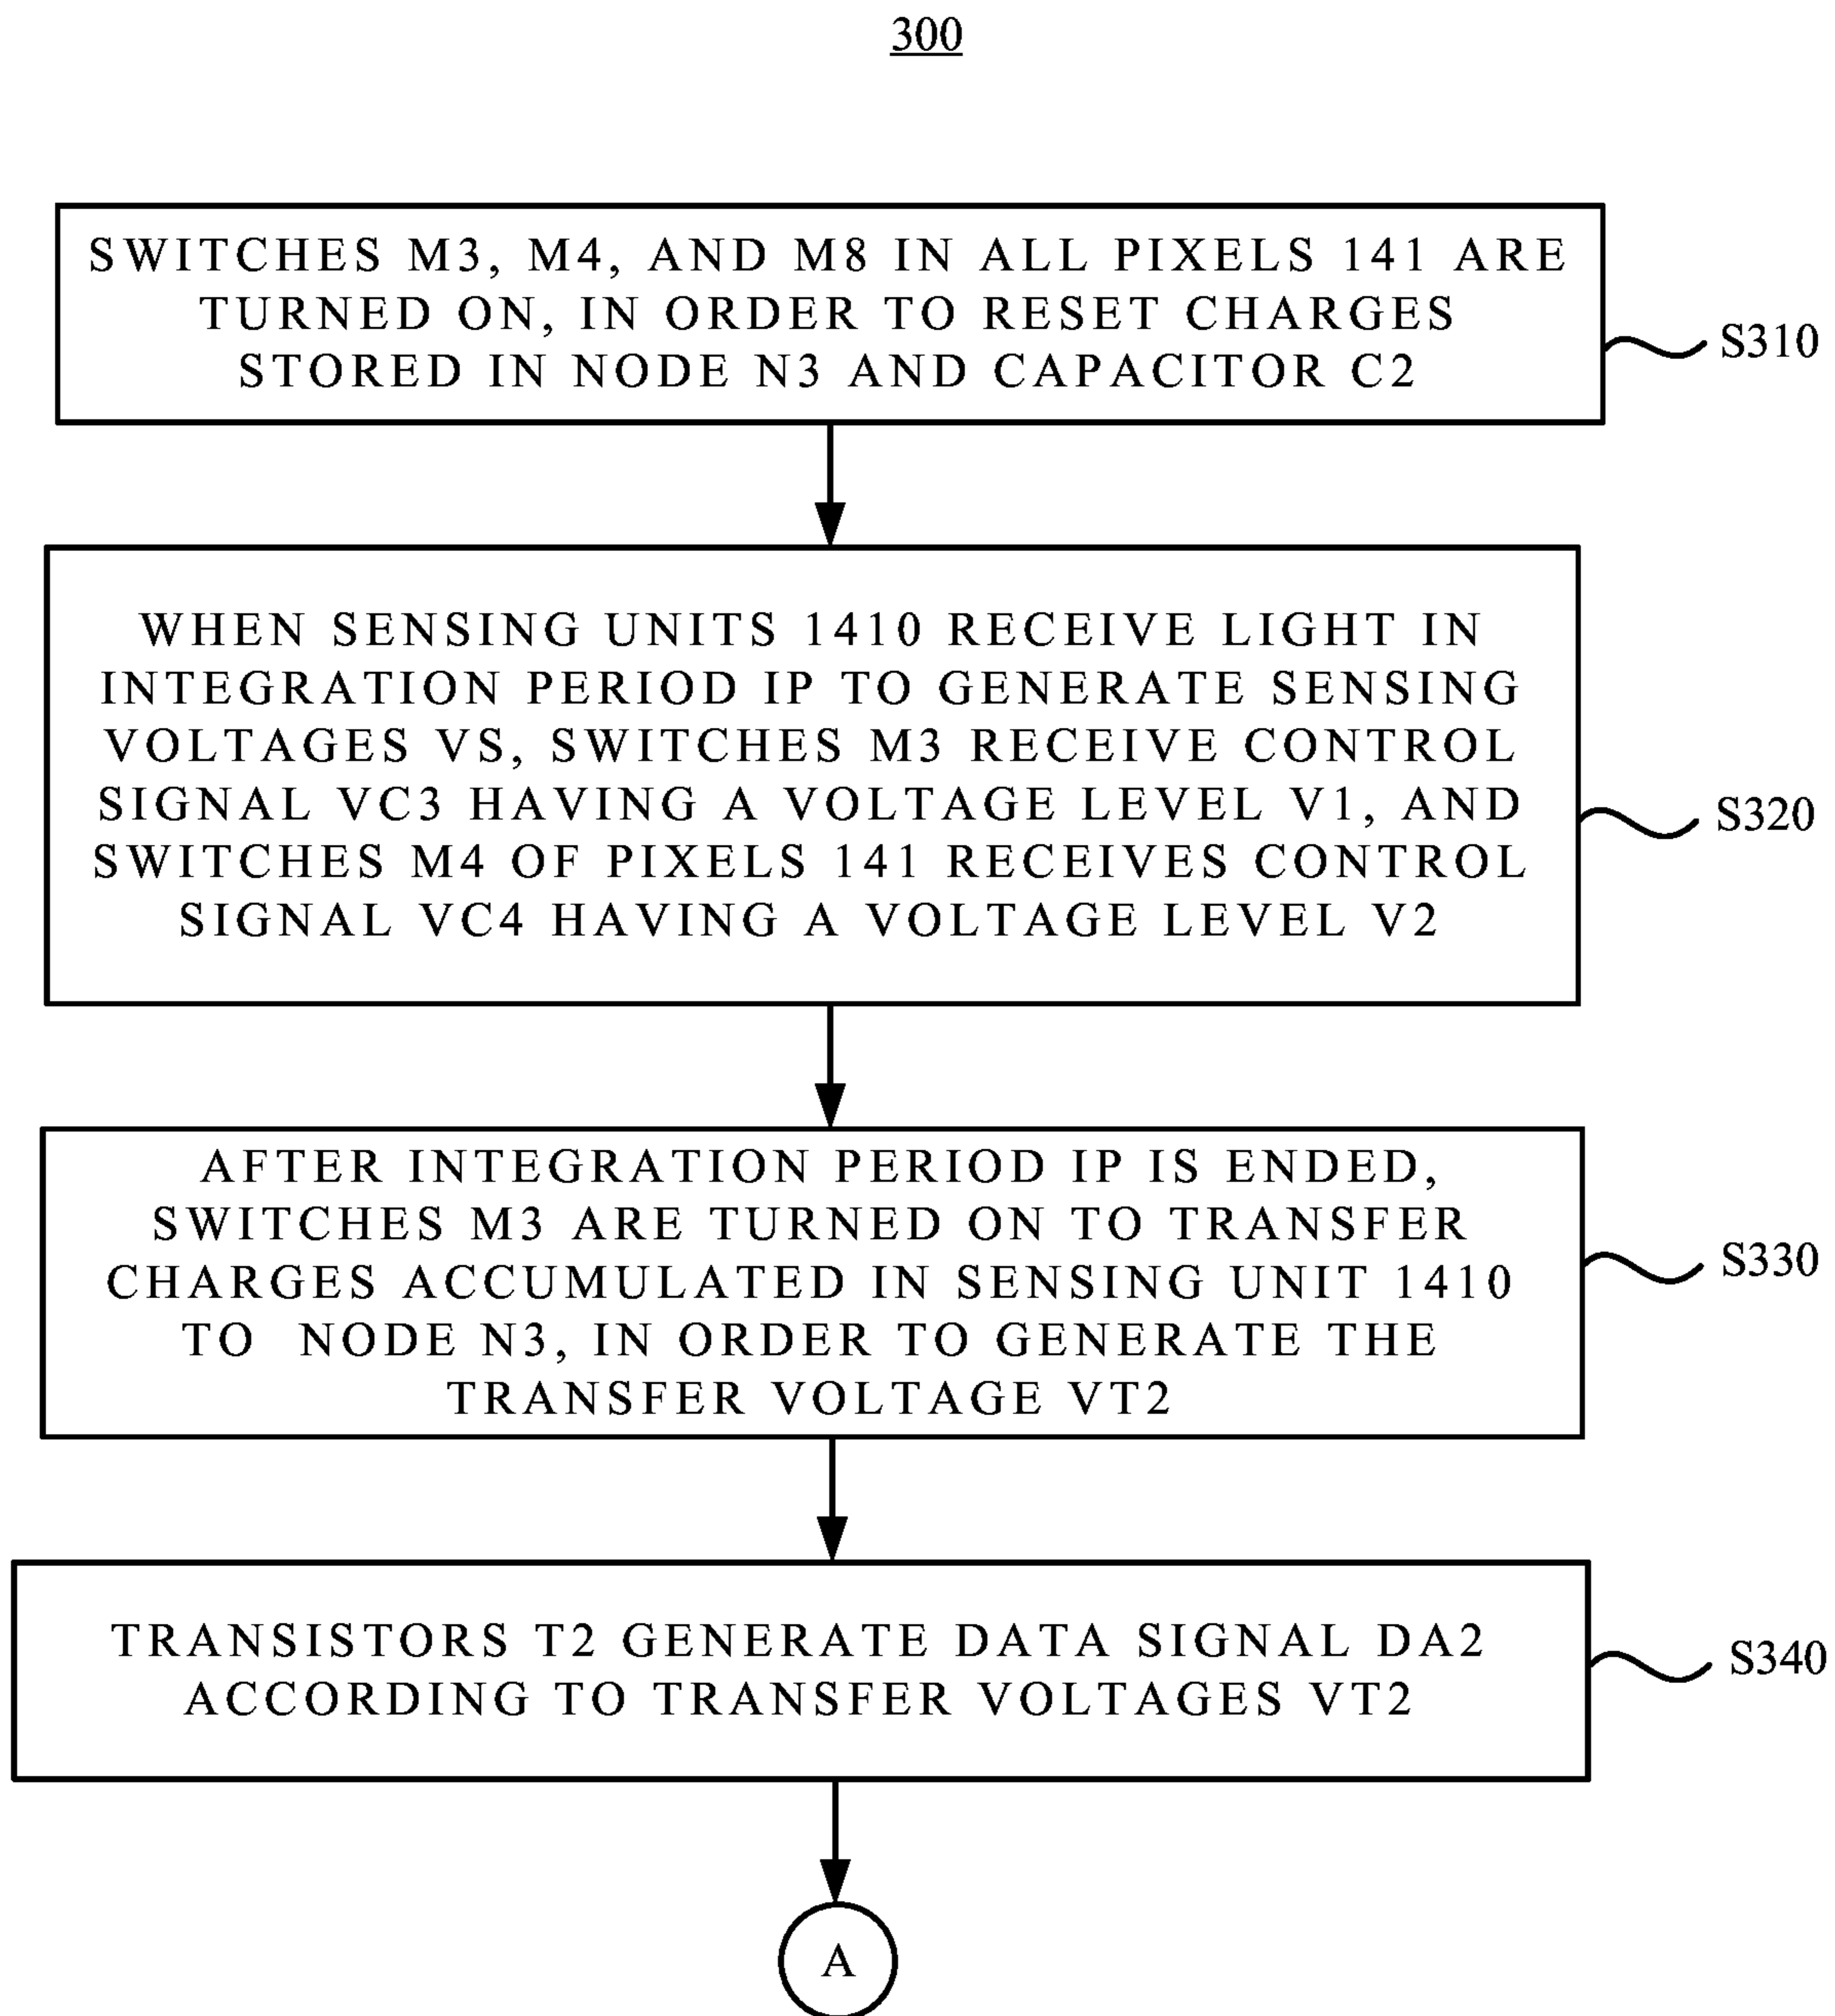 300
SWITCHES M3, M4, AND M8 IN ALL PIXELS 141 ARE
TURNED ON, IN ORDER TO RESET CHARGES
STORED IN NODE N3 AND CAPACITOR C2
S310
WHEN SENSING UNITS 1410 RECEIVE LIGHT IN
INTEGRATION PERIOD IP TO GENERATE SENSING
VOLTAGES VS, SWITCHES M3 RECEIVE CONTROL
SIGNAL VC3 HAVING A VOLTAGE LEVEL V1, AND
SWITCHES M4 OF PIXELS 141 RECEIVES CONTROL
SIGNAL VC4 HAVING A VOLTAGE LEVEL V2
S320
AFTER INTEGRATION PERIOD IP IS ENDED,
SWITCHES M3 ARE TURNED ON TO TRANSFER
CHARGES ACCUMULATED IN SENSING UNIT 1410
TO NODE N3, IN ORDER TO GENERATE THE
TRANSFER VOLTAGE VT2
S330
TRANSISTORS T2 GENERATE DATA SIGNAL DA2
ACCORDING TO TRANSFER VOLTAGES VT2
S340
A